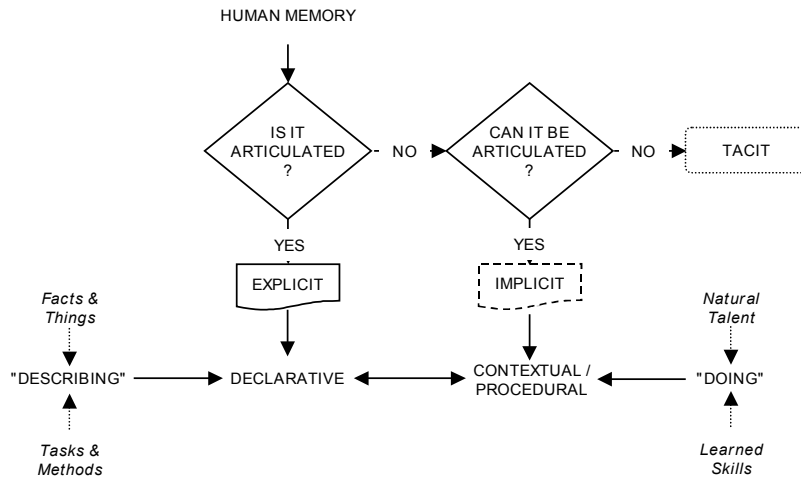 HUMAN MEMORY
IS IT
ARTICULATED
?
NO
CAN IT BE
ARTICULATED
?
NO
TACIT
YES
YES
EXPLICIT
IMPLICIT
Facts &
Things
Natural
Talent
"DESCRIBING"
DECLARATIVE
CONTEXTUAL /
PROCEDURAL
"DOING"
Tasks &
Methods
Learned
Skills